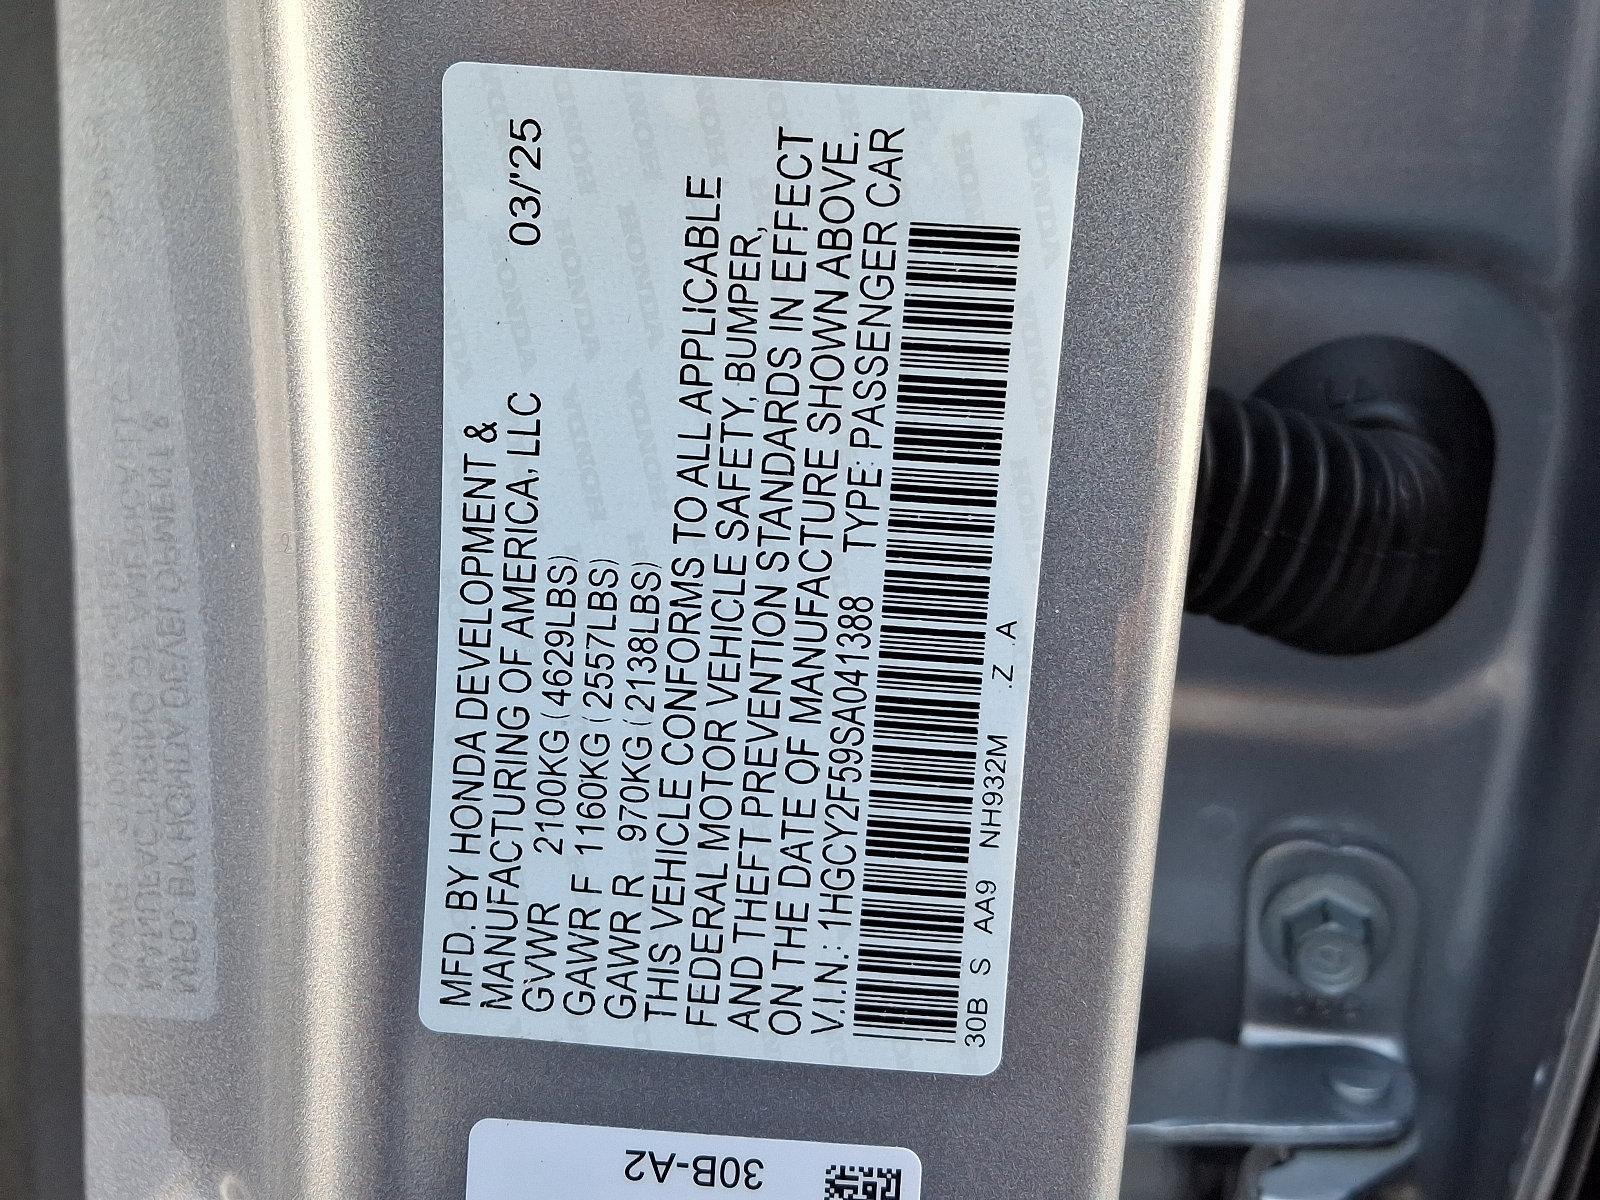 MFD. BY HONDA DEVELOPMENT &
MANUFACTURING OF AMERICA, LLC 03/'25
GVWR 2100KG (4629LBS)
GAWR F 1160KG (2557LBS)
GAWR R 970KG (2138LBS)
THIS VEHICLE CONFORMS TO ALL APPLICABLE
FEDERAL MOTOR VEHICLE SAFETY, BUMPER,
AND THEFT PREVENTION STANDARDS IN EFFECT
ON THE DATE OF MANUFACTURE SHOWN ABOVE.
V.I.N.: 1HGCY2F59SA041388 TYPE: PASSENGER CAR
30B S AA9 NH932M .Z .A
30B-A2